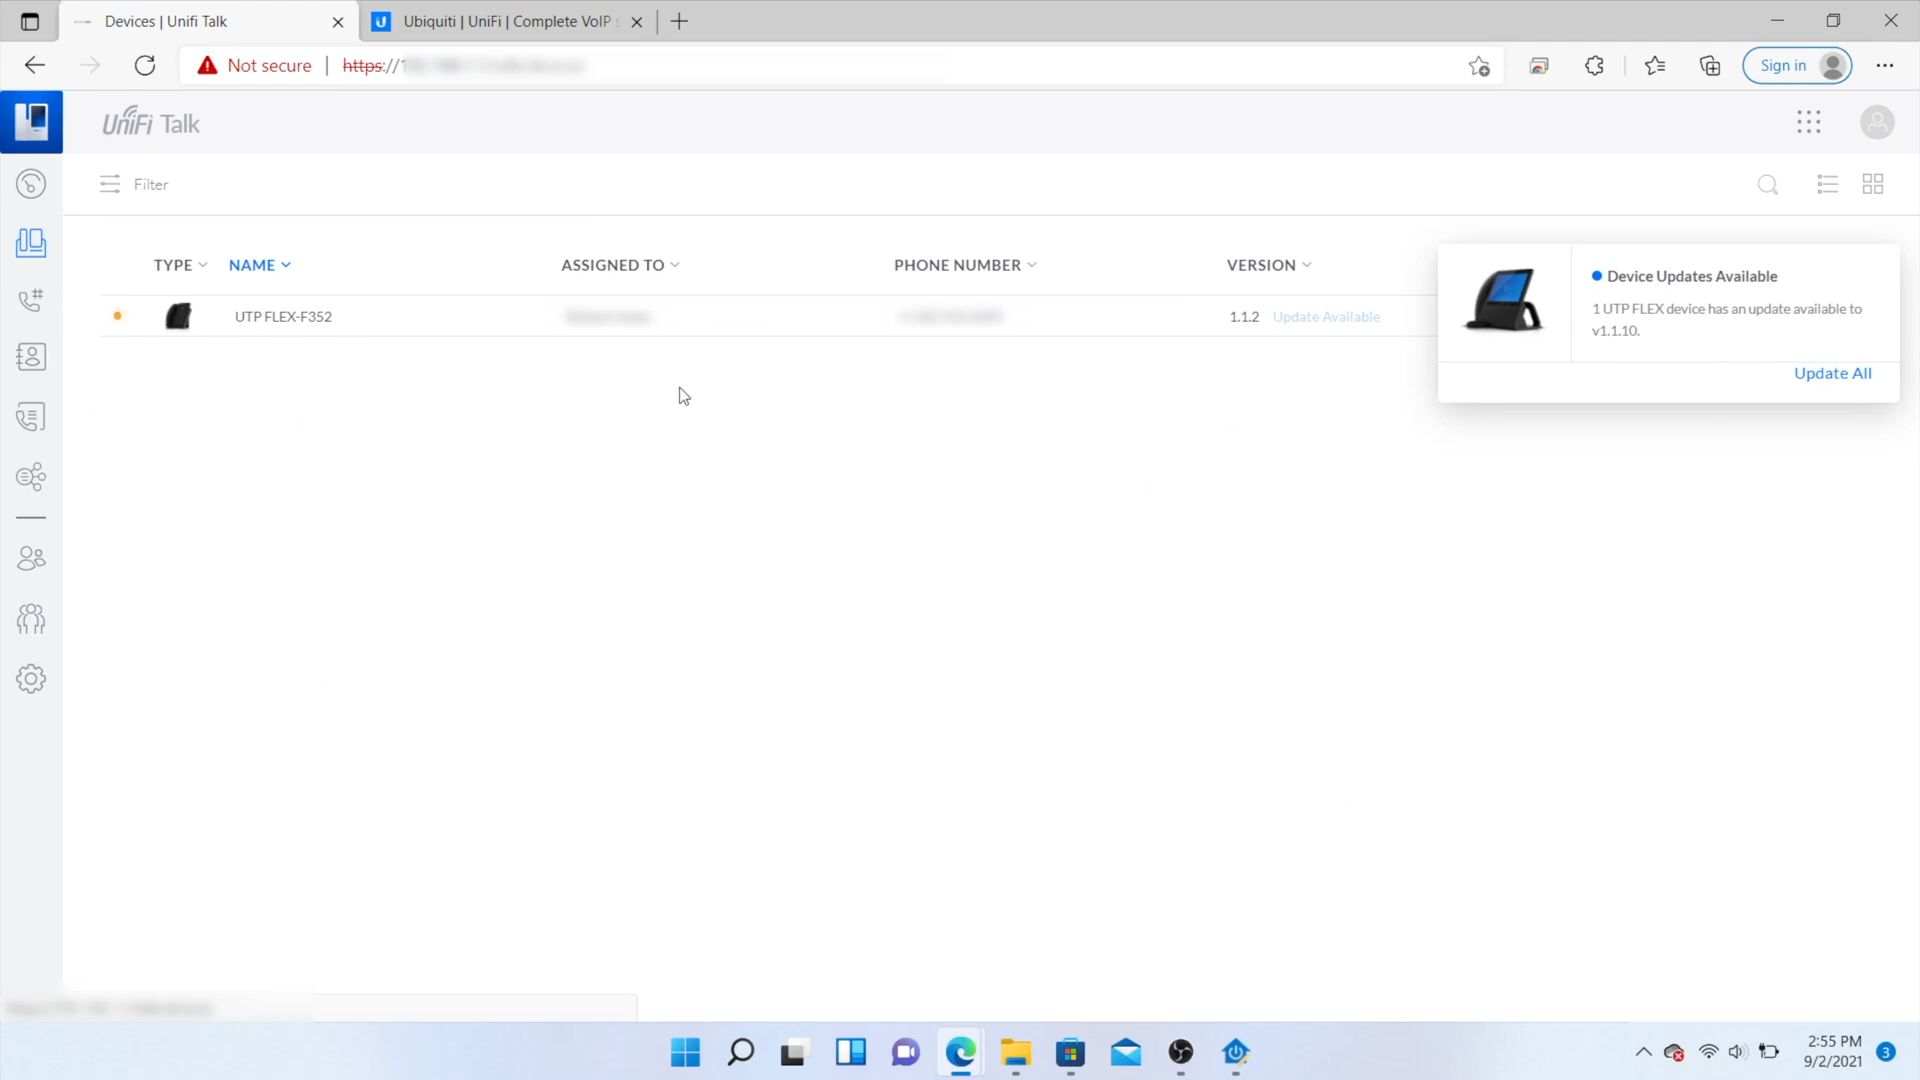 Devices | Unifi Talk
Ubiquiti | UniFi | Complete VoIP
Not secure
https://1
Sign in
UniFi Talk
Filter
TYPE NAME ASSIGNED TO PHONE NUMBER VERSION
UTP FLEX-F352 1.1.2 Update Available
Device Updates Available
1 UTP FLEX device has an update available to
v1.1.10.
Update All
2:55 PM
9/2/2021
3